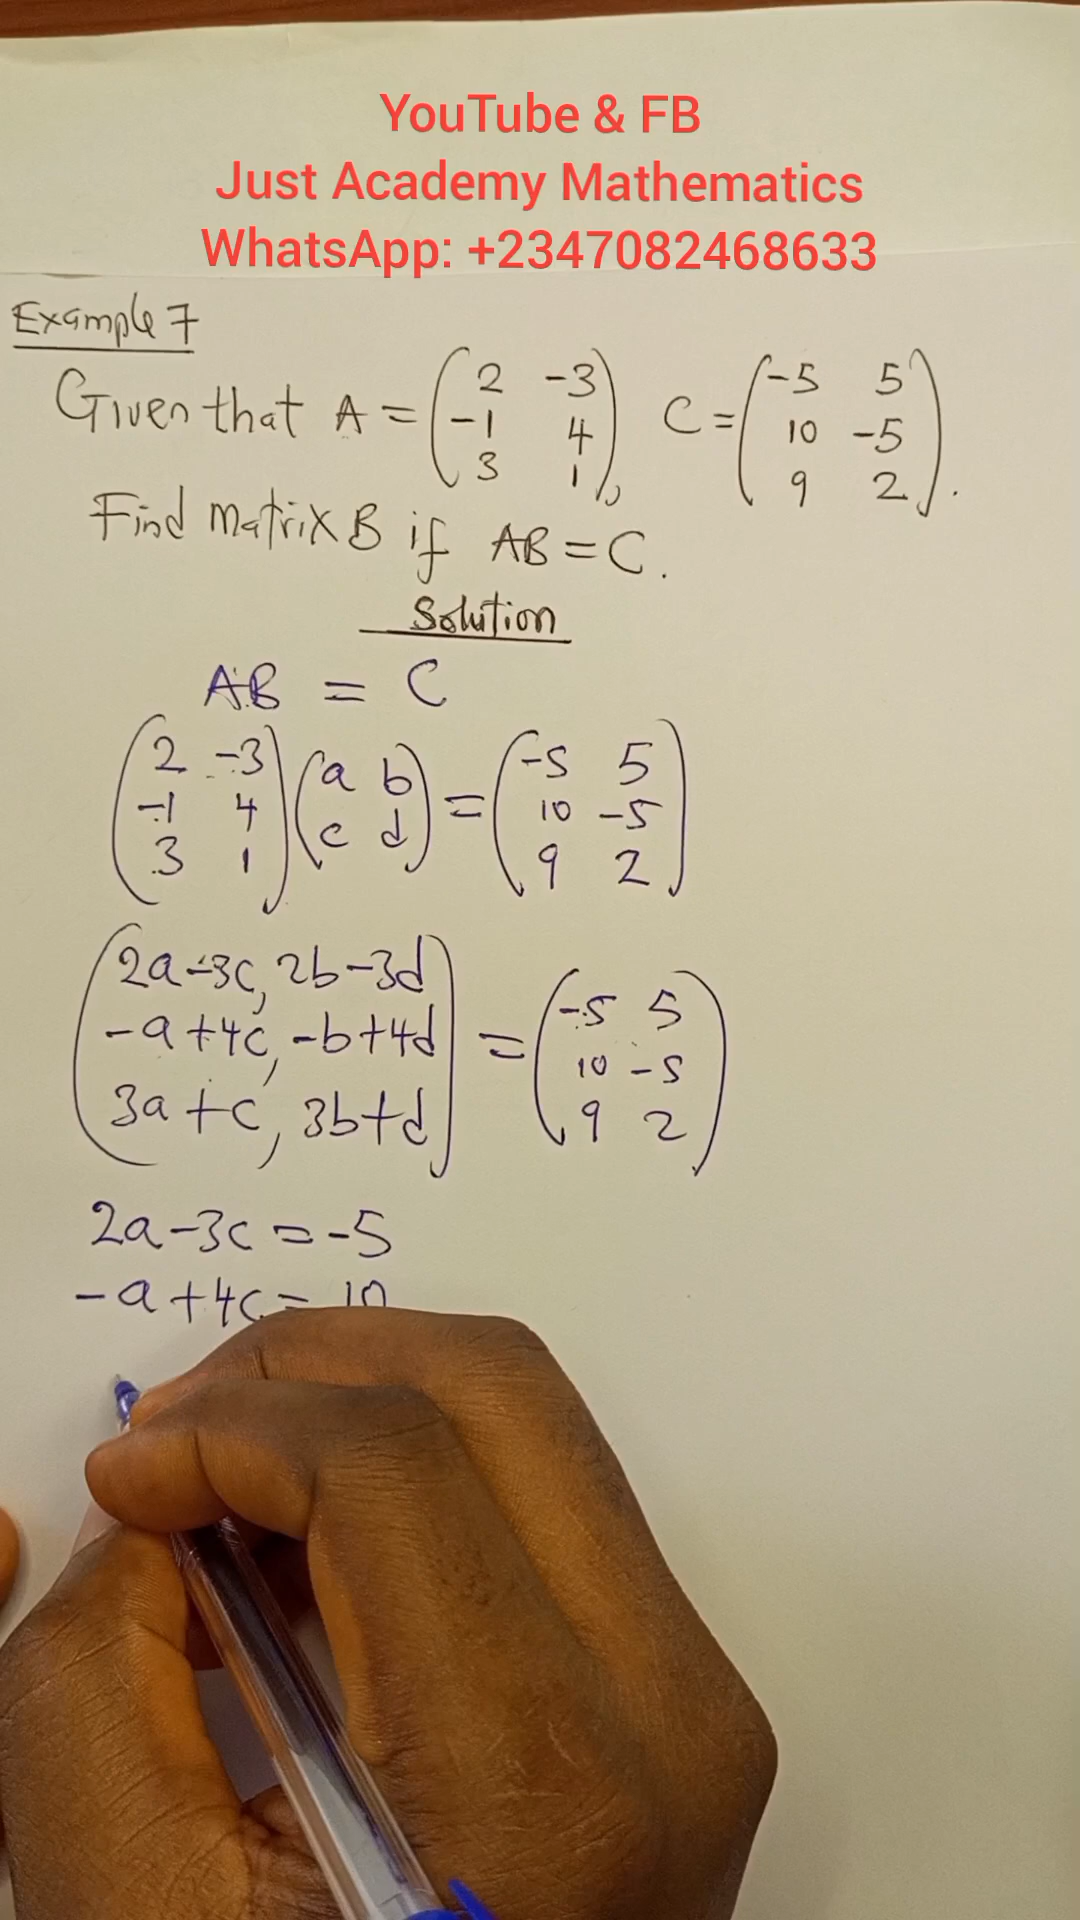 YouTube & FB
Just Academy Mathematics
WhatsApp: +2347082468633
Example 7
Given that A = ( 2 -3
-1 4
3 1 ), C = ( -5 5
10 -5
9 2 ).
Find matrix B if AB = C.
Solution
AB = C
( 2 -3
-1 4
3 1 ) ( a b
c d ) = ( -5 5
10 -5
9 2 )
( 2a-3c, 2b-3d
-a+4c, -b+4d
3a+c, 3b+d ) = ( -5 5
10 -5
9 2 )
2a-3c = -5
-a+4c = 10